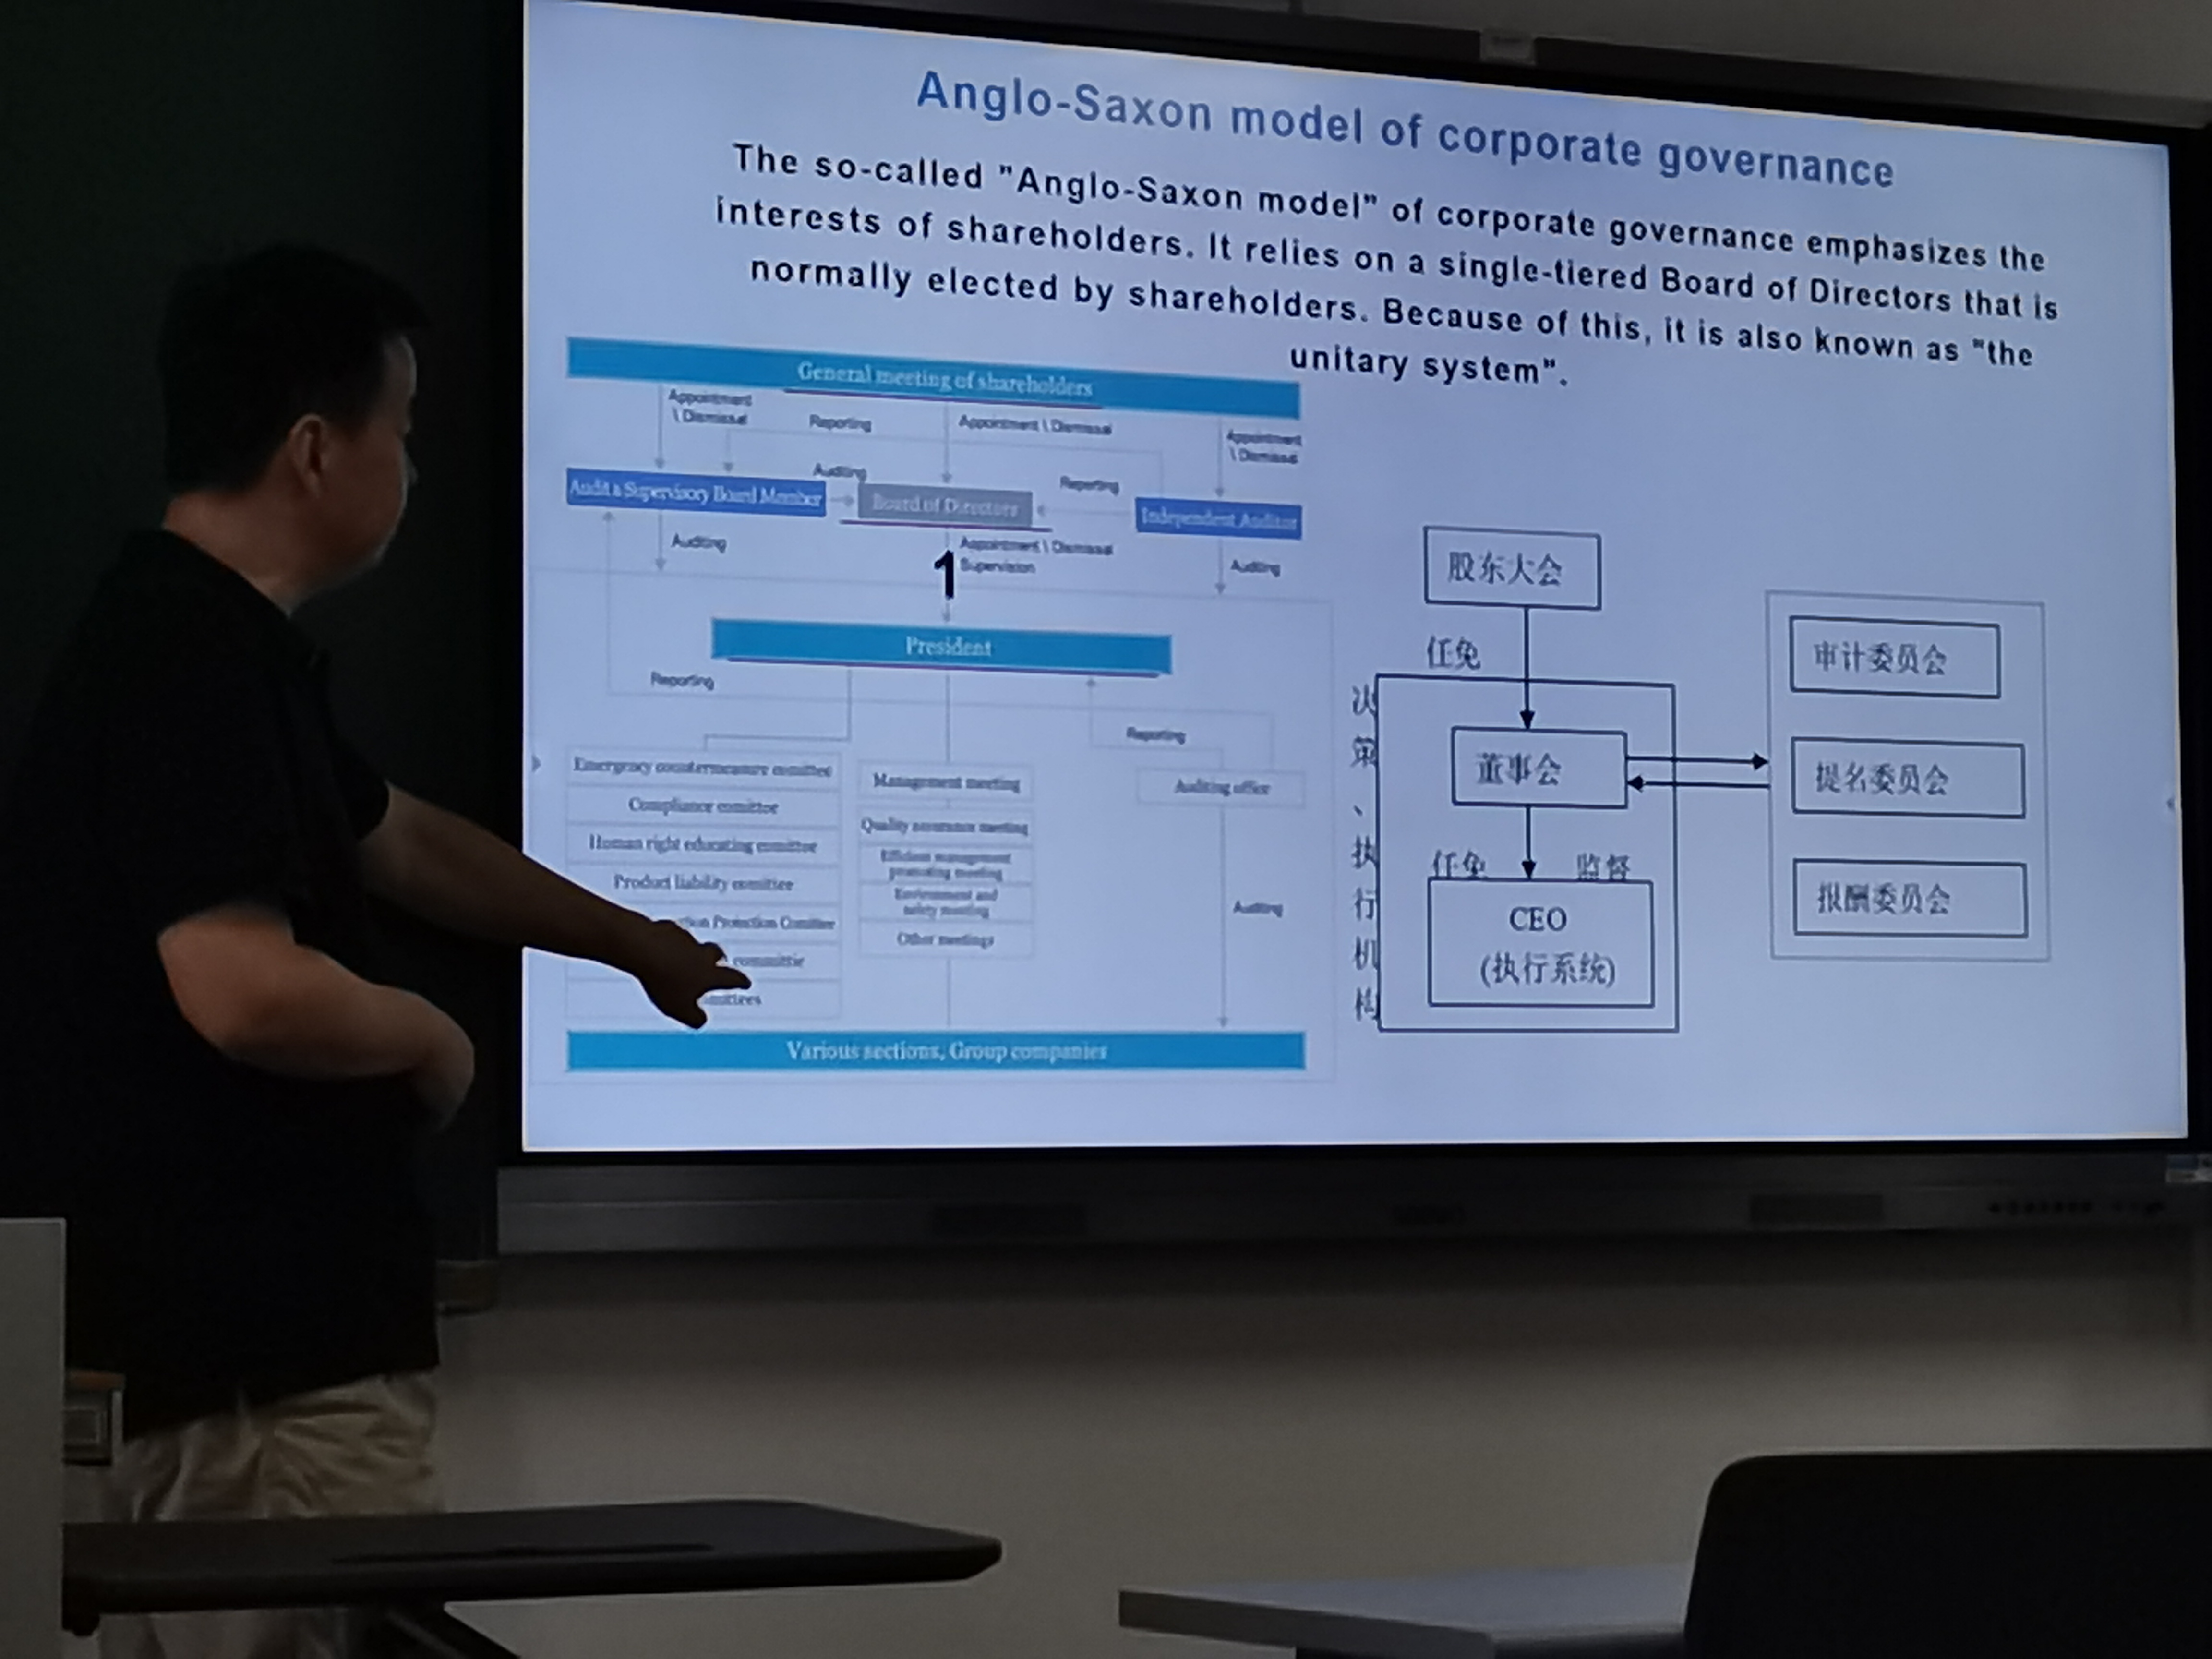 Anglo-Saxon model of corporate governance
The so-called "Anglo-Saxon model" of corporate governance emphasizes the
interests of shareholders. It relies on a single-tiered Board of Directors that is
normally elected by shareholders. Because of this, it is also known as "the
unitary system".
General meeting of shareholders
Appointment
\ Dismissal
Reporting
Appointment \ Dismissal
Appointment
\ Dismissal
Auditing
Reporting
Audit & Supervisory Board Member
Board of Directors
Independent Auditor
Auditing
1
Appointment \ Dismissal
Supervision
Auditing
President
Reporting
Reporting
Emergency countermeasure comittee
Compliance comittee
Human right educating comittee
Product liability comittee
Protection Comittee
committie
Management meeting
Quality assurance meeting
Efficient management
promoting meeting
Environment and
safety meeting
Other meetings
Auditing office
Auditing
Various sections, Group companies
股东大会
任免
决策、执行机构
董事会
任免
监督
CEO
(执行系统)
审计委员会
提名委员会
报酬委员会